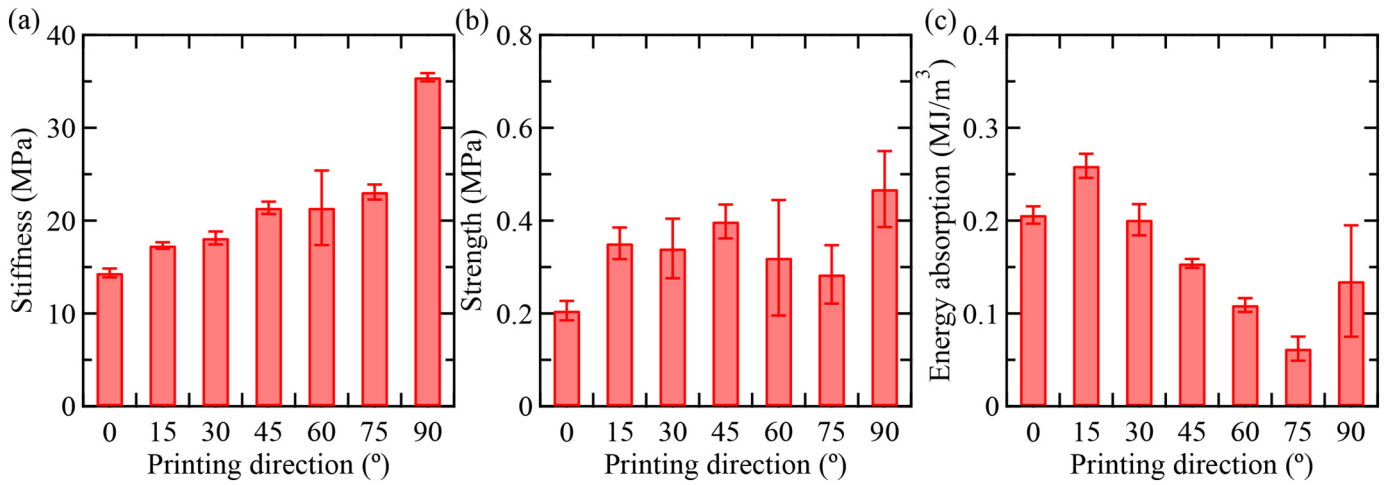 (a)
Stiffness (MPa)
40
30
20
10
0
0 15 30 45 60 75 90
Printing direction (º)
(b)
Strength (MPa)
0.8
0.6
0.4
0.2
0
0 15 30 45 60 75 90
Printing direction (º)
(c)
Energy absorption (MJ/m³)
0.4
0.3
0.2
0.1
0
0 15 30 45 60 75 90
Printing direction (º)